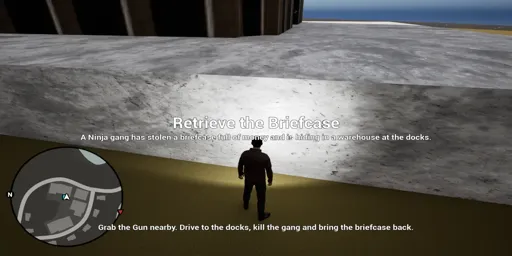 Retrieve the Briefcase
A Ninja gang has stolen a briefcase full of money and is hiding in a warehouse at the docks.
N
Grab the Gun nearby. Drive to the docks, kill the gang and bring the briefcase back.